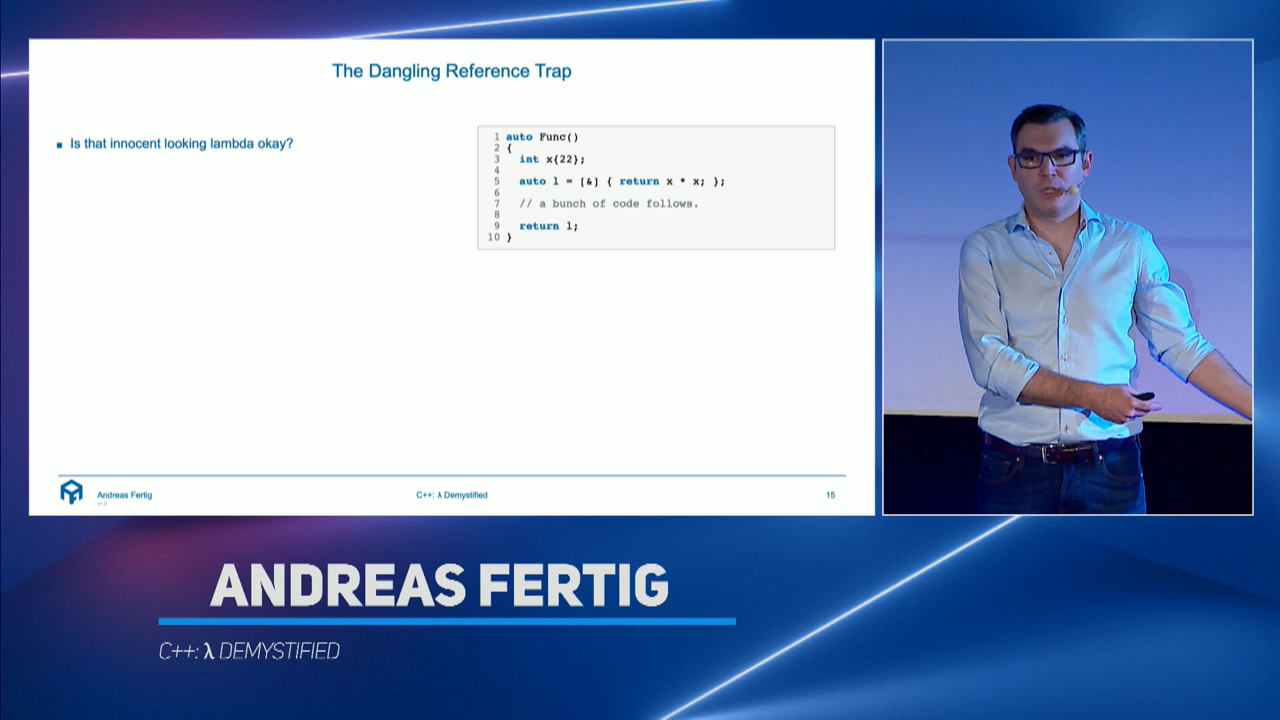 The Dangling Reference Trap
Is that innocent looking lambda okay?
1 auto Func()
2 {
3 int x{22};
4
5 auto l = [&] { return x * x; };
6
7 // a bunch of code follows.
8
9 return l;
10 }
Andreas Fertig
v1.0
C++: λ Demystified
15
ANDREAS FERTIG
C++: λ DEMYSTIFIED